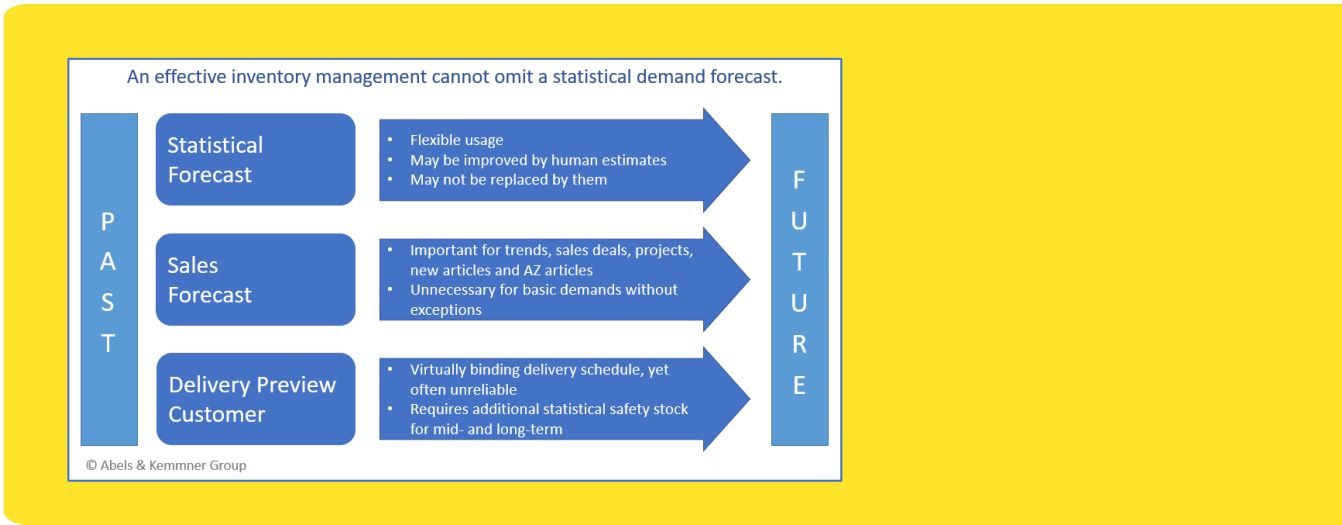 An effective inventory management cannot omit a statistical demand forecast.
PAST
Statistical
Forecast
• Flexible usage
• May be improved by human estimates
• May not be replaced by them
Sales
Forecast
• Important for trends, sales deals, projects,
new articles and AZ articles
• Unnecessary for basic demands without
exceptions
Delivery Preview
Customer
• Virtually binding delivery schedule, yet
often unreliable
• Requires additional statistical safety stock
for mid- and long-term
FUTURE
© Abels & Kemmner Group